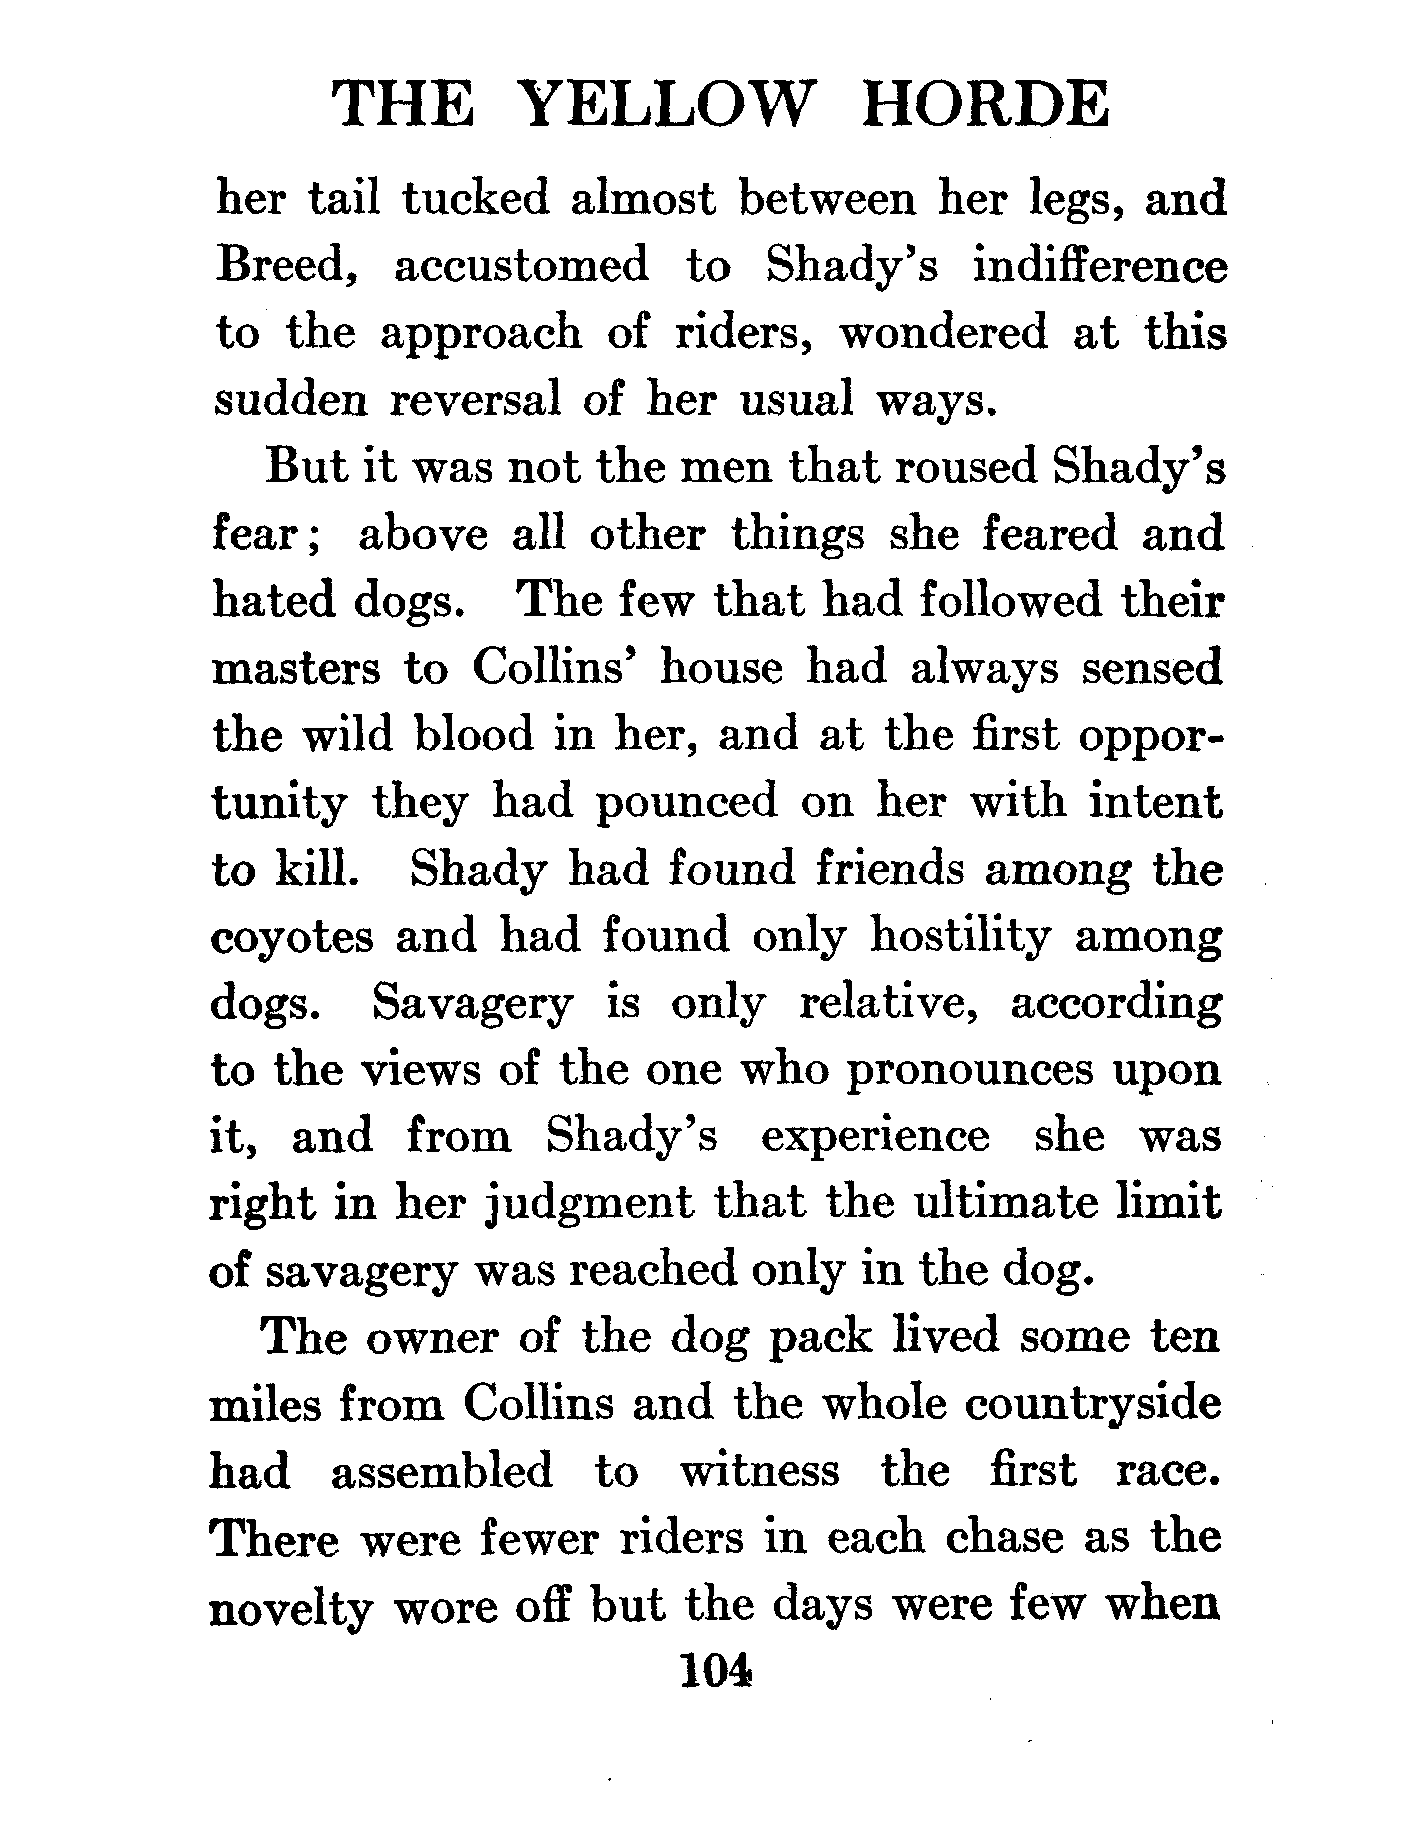 THE YELLOW HORDE
her tail tucked almost between her legs, and
Breed, accustomed to Shady's indifference
to the approach of riders, wondered at this
sudden reversal of her usual ways.
But it was not the men that roused Shady's
fear; above all other things she feared and
hated dogs. The few that had followed their
masters to Collins' house had always sensed
the wild blood in her, and at the first oppor-
tunity they had pounced on her with intent
to kill. Shady had found friends among the
coyotes and had found only hostility among
dogs. Savagery is only relative, according
to the views of the one who pronounces upon
it, and from Shady's experience she was
right in her judgment that the ultimate limit
of savagery was reached only in the dog.
The owner of the dog pack lived some ten
miles from Collins and the whole countryside
had assembled to witness the first race.
There were fewer riders in each chase as the
novelty wore off but the days were few when
104